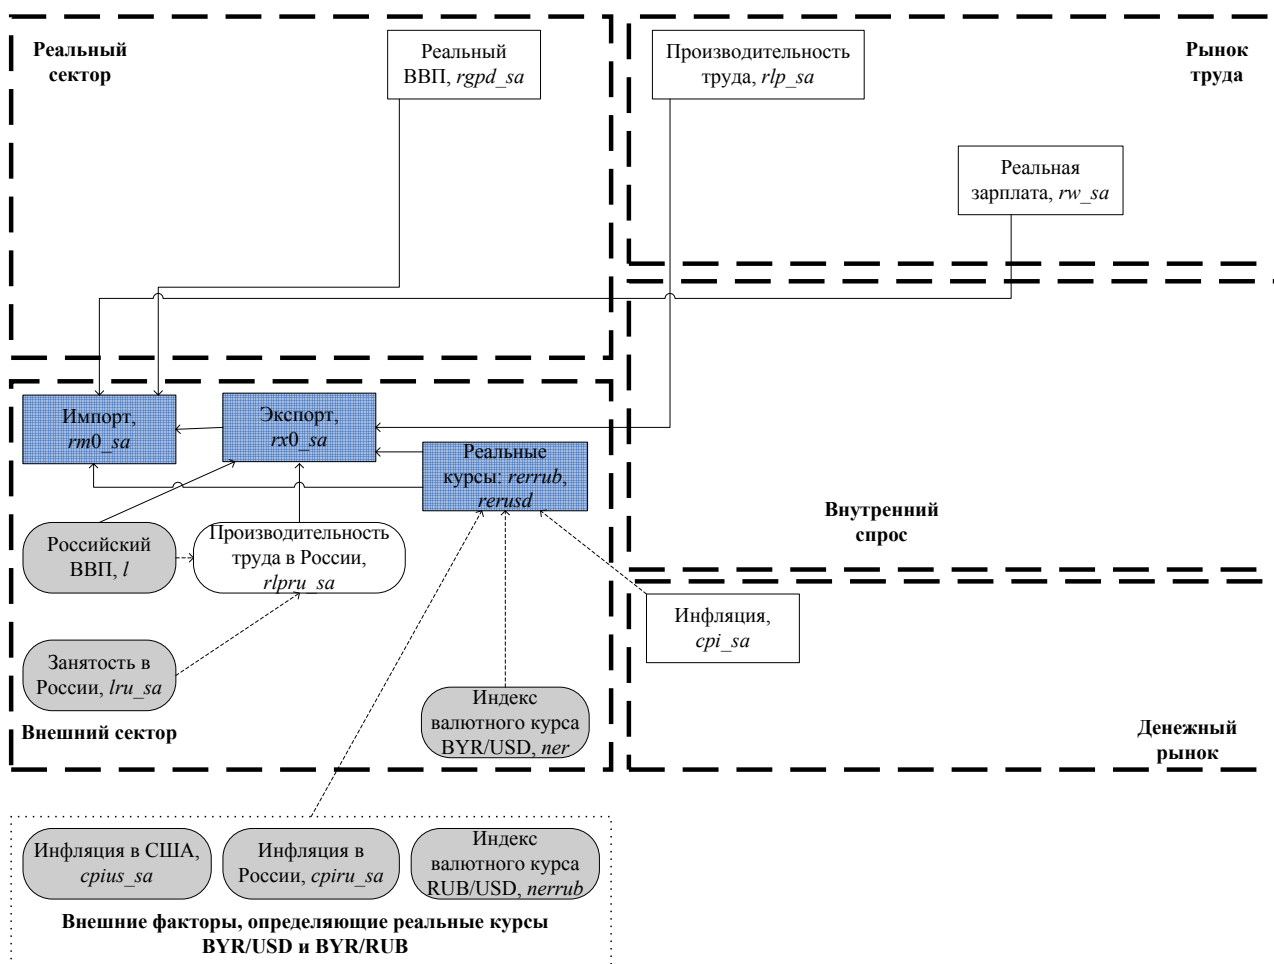 Реальный
сектор
Реальный
ВВП, rgpd_sa
Производительность
труда, rlp_sa
Рынок
труда
Реальная
зарплата, rw_sa
Импорт,
rm0_sa
Экспорт,
rx0_sa
Реальные
курсы: rerrub,
rerusd
Внутренний
спрос
Российский
ВВП, l
Производительность
труда в России,
rlpru_sa
Инфляция,
cpi_sa
Занятость в
России, lru_sa
Внешний сектор
Индекс
валютного курса
BYR/USD, ner
Денежный
рынок
Инфляция в США,
cpius_sa
Инфляция в
России, cpiru_sa
Индекс
валютного курса
RUB/USD, nerrub
Внешние факторы, определяющие реальные курсы
BYR/USD и BYR/RUB